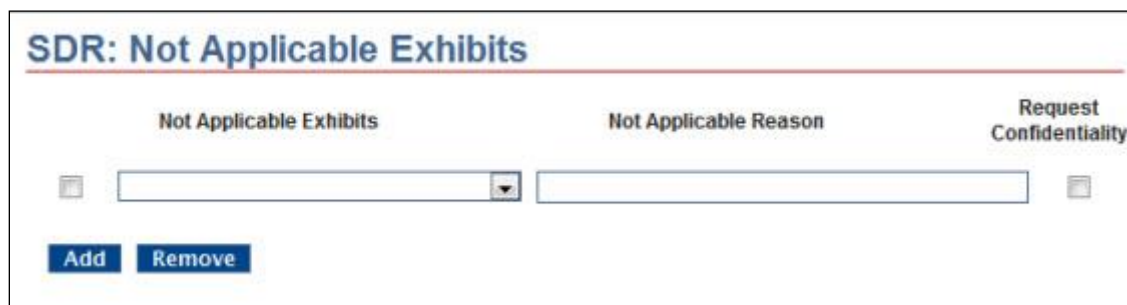 SDR: Not Applicable Exhibits
Not Applicable Exhibits Not Applicable Reason Request Confidentiality
Add Remove